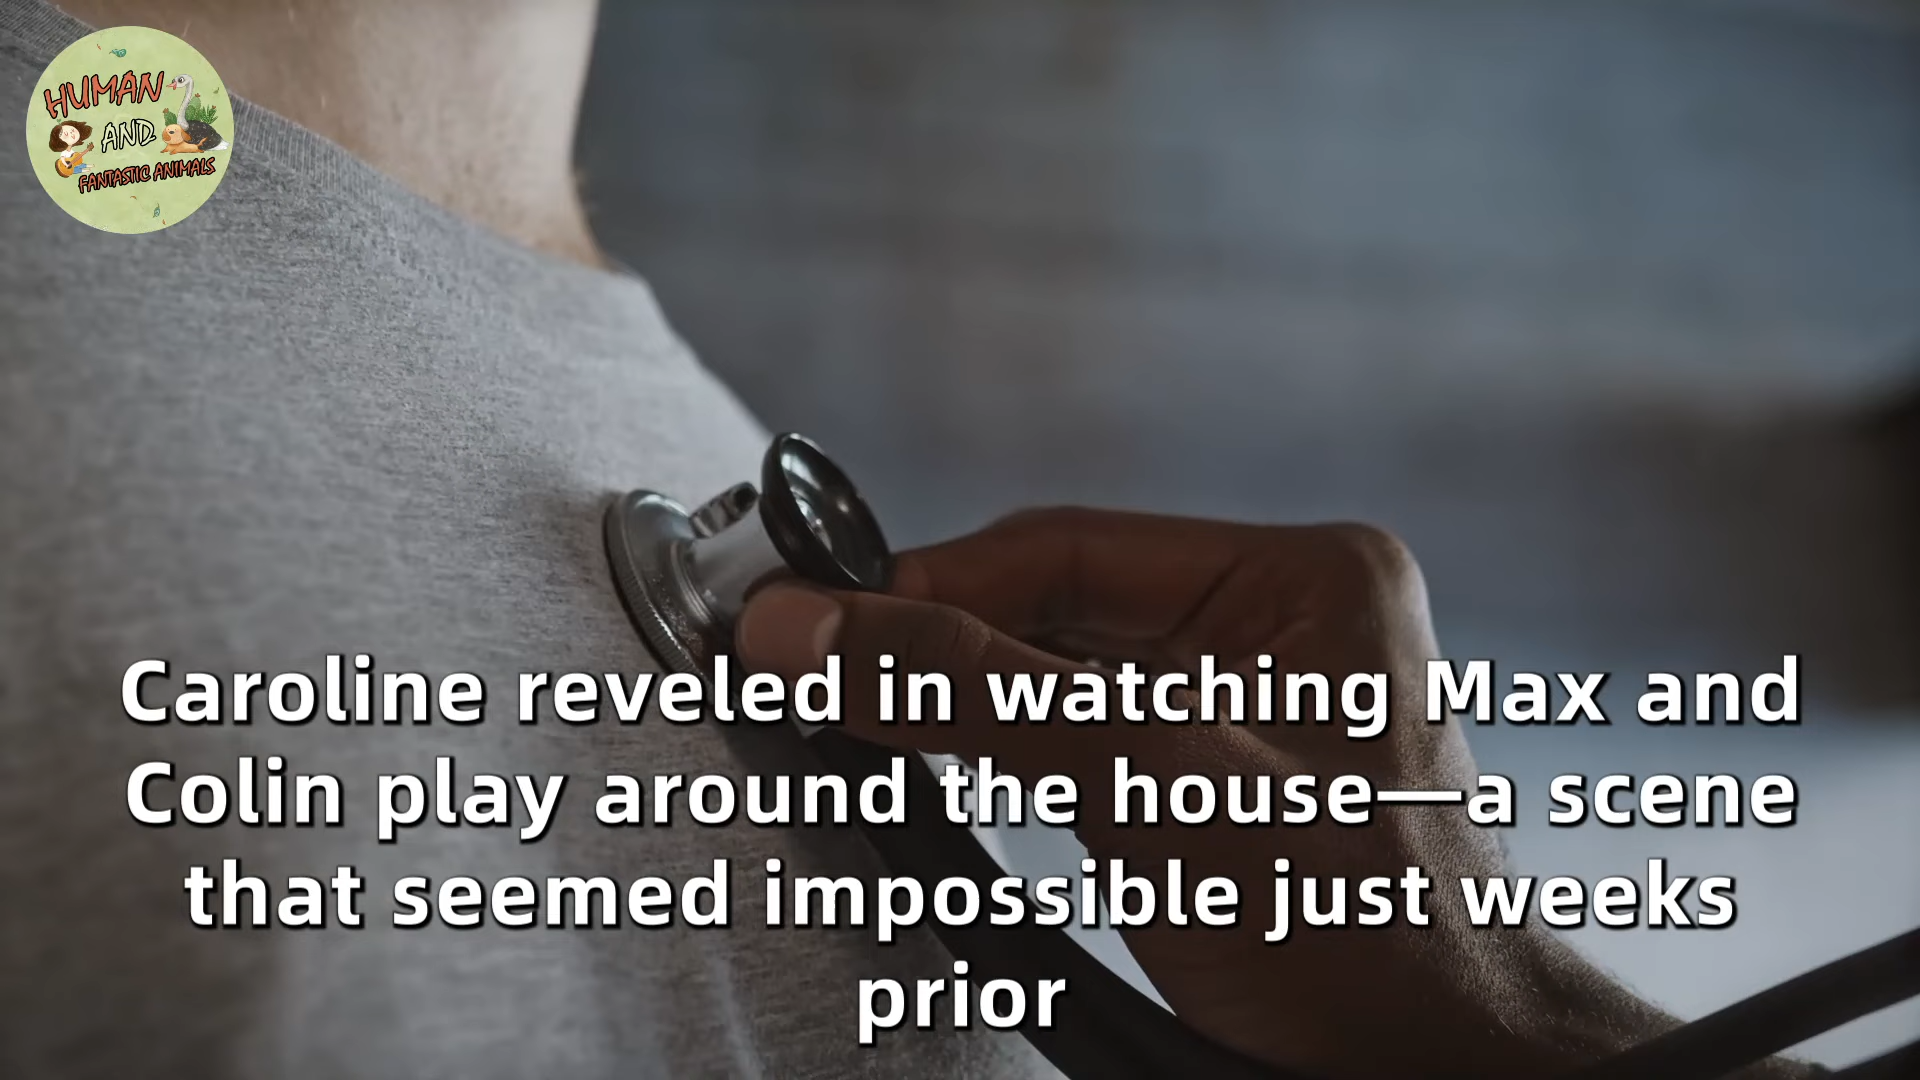 HUMAN
AND
FANTASTIC ANIMALS
Caroline reveled in watching Max and
Colin play around the house—a scene
that seemed impossible just weeks
prior